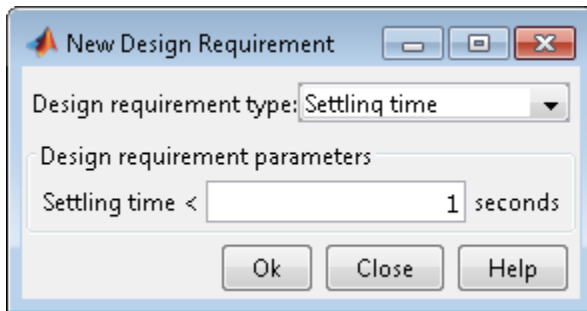 New Design Requirement
Design requirement type: Settling time
Design requirement parameters
Settling time < 1 seconds
Ok Close Help